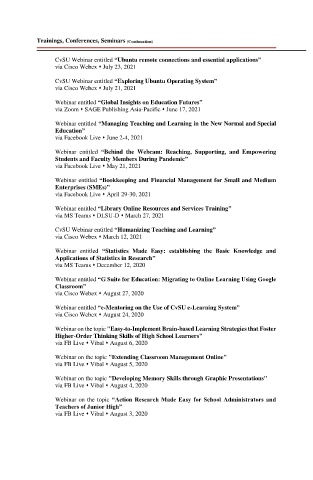 Trainings, Conferences, Seminars (Continuation)
CvSU Webinar entitled “Ubuntu remote connections and essential applications”
via Cisco Webex • July 23, 2021
CvSU Webinar entitled “Exploring Ubuntu Operating System”
via Cisco Webex • July 21, 2021
Webinar entitled “Global Insights on Education Futures”
via Zoom • SAGE Publishing Asia-Pacific • June 17, 2021
Webinar entitled “Managing Teaching and Learning in the New Normal and Special
Education”
via Facebook Live • June 2-4, 2021
Webinar entitled “Behind the Webcam: Reaching, Supporting, and Empowering
Students and Faculty Members During Pandemic”
via Facebook Live • May 21, 2021
Webinar entitled “Bookkeeping and Financial Management for Small and Medium
Enterprises (SMEs)”
via Facebook Live • April 29-30, 2021
Webinar entitled “Library Online Resources and Services Training”
via MS Teams • DLSU-D • March 27, 2021
CvSU Webinar entitled “Humanizing Teaching and Learning”
via Cisco Webex • March 12, 2021
Webinar entitled “Statistics Made Easy: establishing the Basic Knowledge and
Applications of Statistics in Research”
via MS Teams • December 12, 2020
Webinar entitled “G Suite for Education: Migrating to Online Learning Using Google
Classroom”
via Cisco Webex • August 27, 2020
Webinar entitled “e-Mentoring on the Use of CvSU e-Learning System”
via Cisco Webex • August 24, 2020
Webinar on the topic "Easy-to-Implement Brain-based Learning Strategies that Foster
Higher-Order Thinking Skills of High School Learners"
via FB Live • Vibal • August 6, 2020
Webinar on the topic "Extending Classroom Management Online"
via FB Live • Vibal • August 5, 2020
Webinar on the topic "Developing Memory Skills through Graphic Presentations"
via FB Live • Vibal • August 4, 2020
Webinar on the topic "Action Research Made Easy for School Administrators and
Teachers of Junior High"
via FB Live • Vibal • August 3, 2020